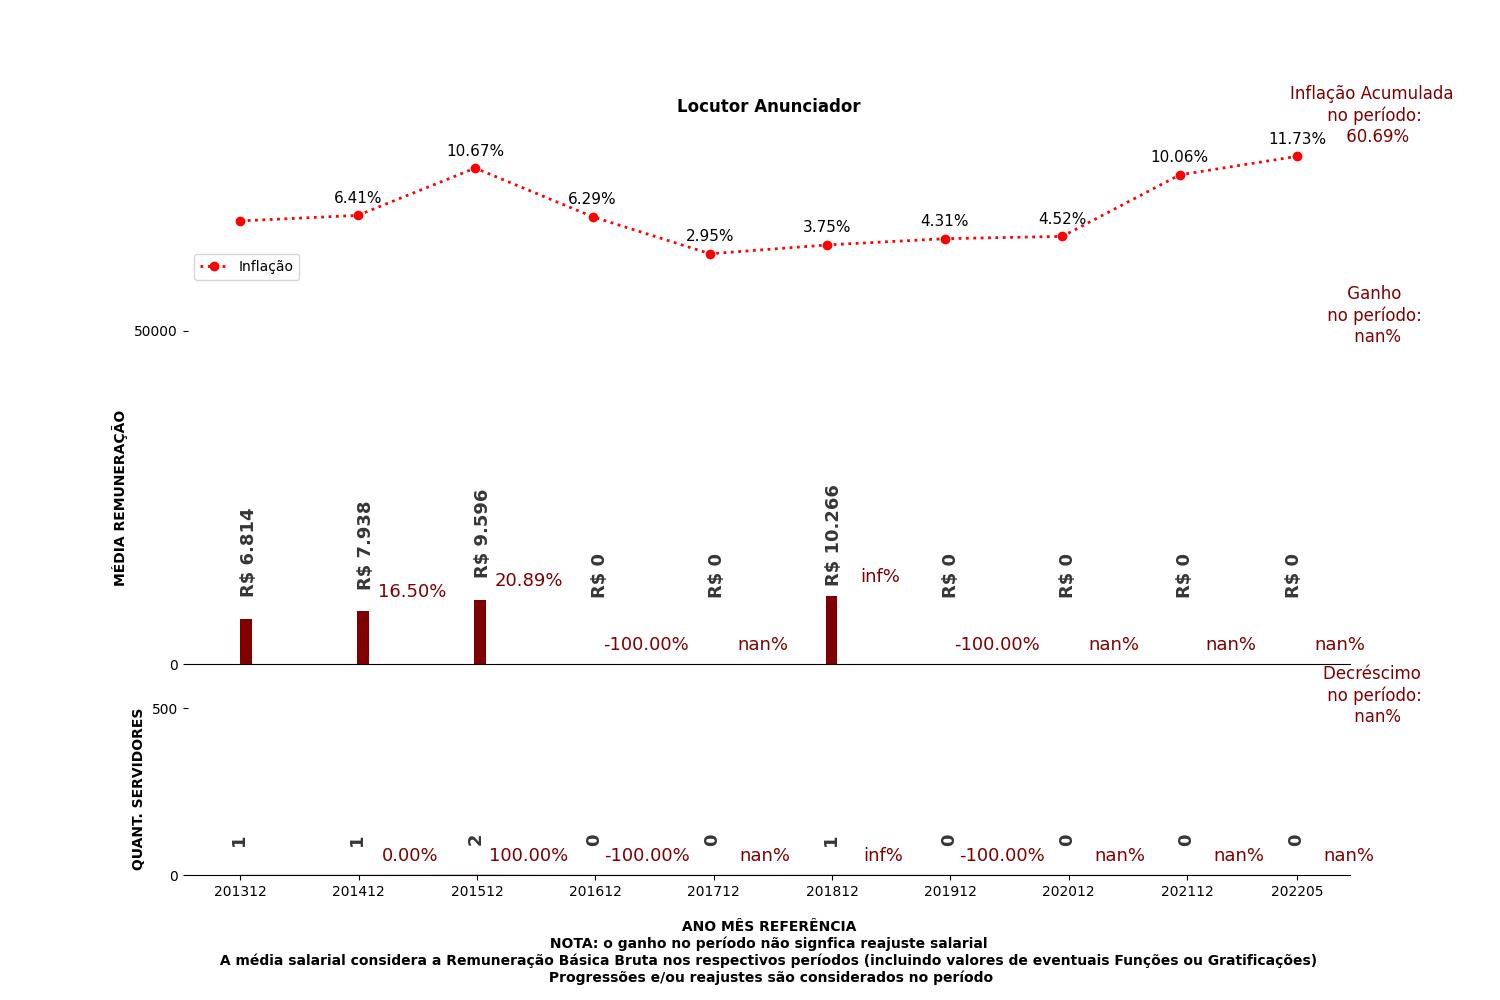 Locutor Anunciador
Inflação Acumulada
no período:
60.69%
6.41%
10.67%
6.29%
2.95%
3.75%
4.31%
4.52%
10.06%
11.73%
Inflação
Ganho
no período:
nan%
50000
0
MÉDIA REMUNERAÇÃO
R$ 6.814
R$ 7.938
R$ 9.596
R$ 0
R$ 0
R$ 10.266
R$ 0
R$ 0
R$ 0
R$ 0
16.50%
20.89%
-100.00%
nan%
inf%
-100.00%
nan%
nan%
nan%
Decréscimo
no período:
nan%
500
0
QUANT. SERVIDORES
1
1
2
0
0
1
0
0
0
0
0.00%
100.00%
-100.00%
nan%
inf%
-100.00%
nan%
nan%
nan%
201312
201412
201512
201612
201712
201812
201912
202012
202112
202205
ANO MÊS REFERÊNCIA
NOTA: o ganho no período não signfica reajuste salarial
A média salarial considera a Remuneração Básica Bruta nos respectivos períodos (incluindo valores de eventuais Funções ou Gratificações)
Progressões e/ou reajustes são considerados no período